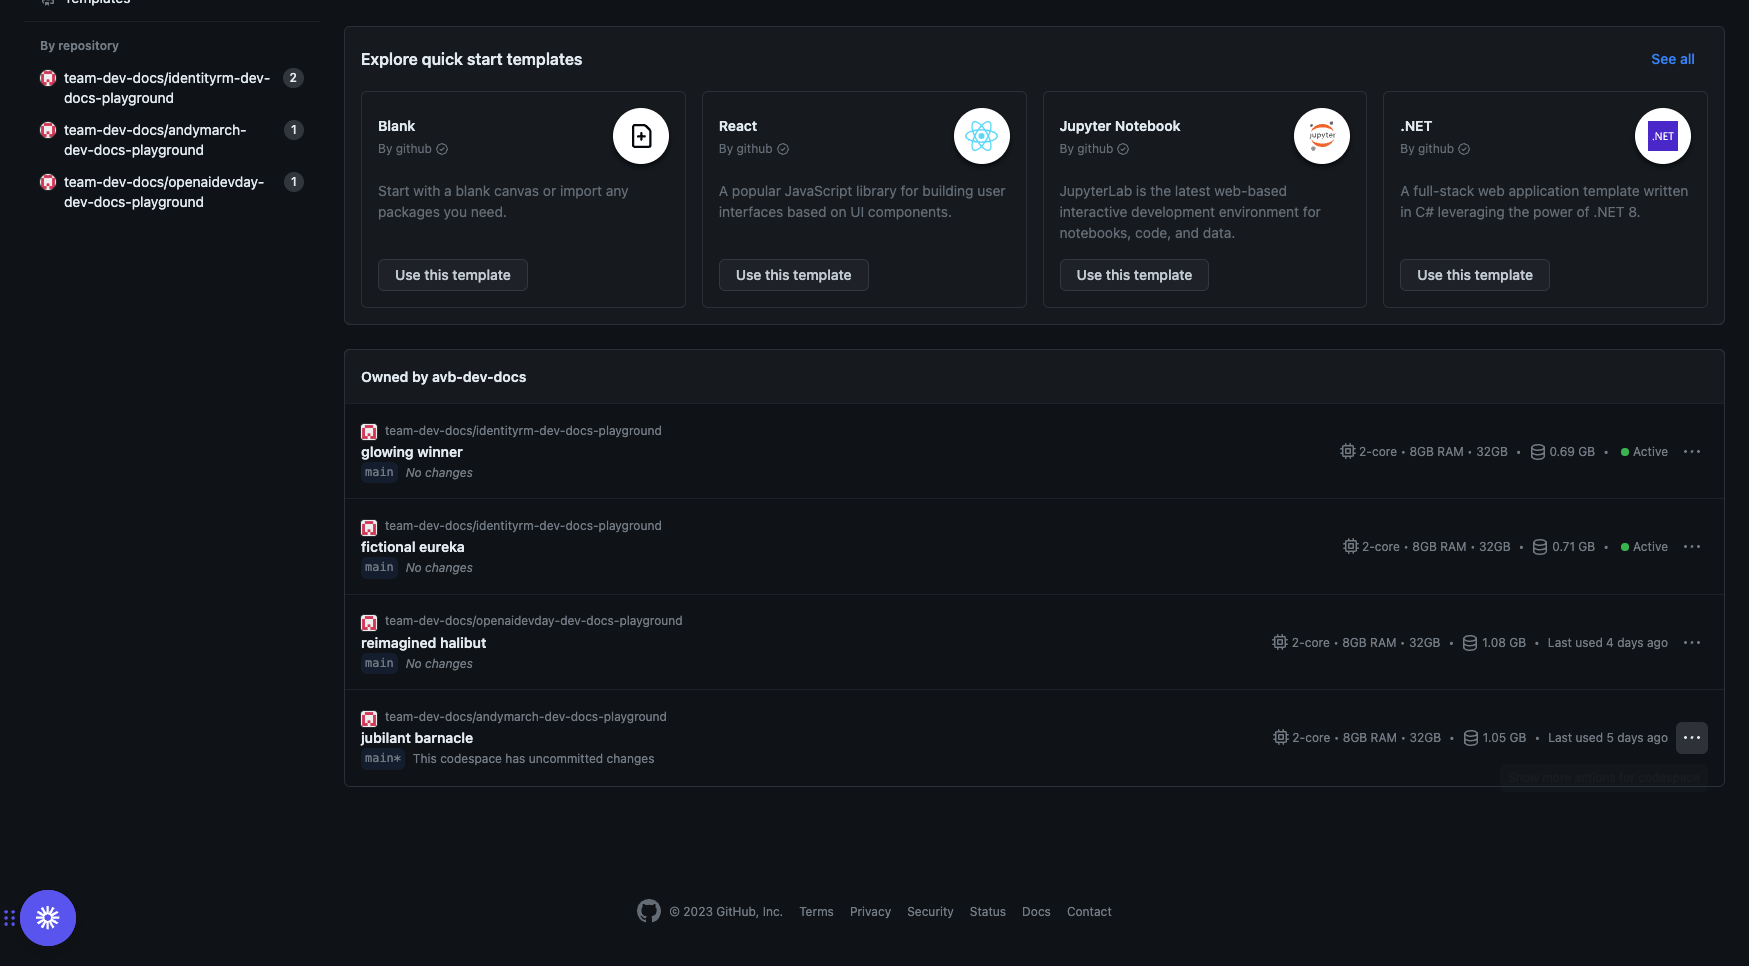 Templates
By repository
team-dev-docs/identityrm-dev-
docs-playground
2
team-dev-docs/andymarch-
dev-docs-playground
1
team-dev-docs/openaidevday-
dev-docs-playground
1
Explore quick start templates
See all
Blank
By github
Start with a blank canvas or import any
packages you need.
Use this template
React
By github
A popular JavaScript library for building user
interfaces based on UI components.
Use this template
Jupyter Notebook
By github
jupyter
JupyterLab is the latest web-based
interactive development environment for
notebooks, code, and data.
Use this template
.NET
By github
.NET
A full-stack web application template written
in C# leveraging the power of .NET 8.
Use this template
Owned by avb-dev-docs
team-dev-docs/identityrm-dev-docs-playground
glowing winner
main No changes
2-core • 8GB RAM • 32GB • 0.69 GB • Active
team-dev-docs/identityrm-dev-docs-playground
fictional eureka
main No changes
2-core • 8GB RAM • 32GB • 0.71 GB • Active
team-dev-docs/openaidevday-dev-docs-playground
reimagined halibut
main No changes
2-core • 8GB RAM • 32GB • 1.08 GB • Last used 4 days ago
team-dev-docs/andymarch-dev-docs-playground
jubilant barnacle
main* This codespace has uncommitted changes
2-core • 8GB RAM • 32GB • 1.05 GB • Last used 5 days ago
Show more actions for codespace
© 2023 GitHub, Inc. Terms Privacy Security Status Docs Contact